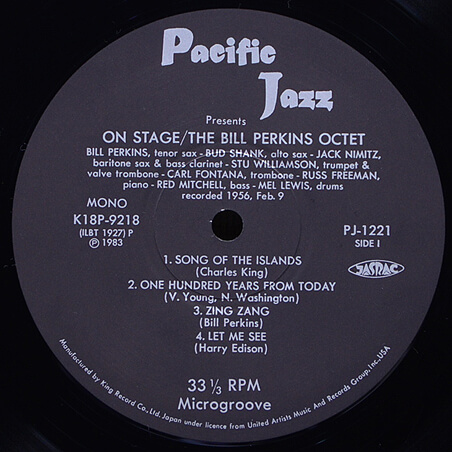 Pacific
Jazz
Presents
ON STAGE/THE BILL PERKINS OCTET
BILL PERKINS, tenor sax - BUD SHANK, alto sax - JACK NIMITZ,
baritone sax & bass clarinet - STU WILLIAMSON, trumpet &
valve trombone - CARL FONTANA, trombone - RUSS FREEMAN,
piano - RED MITCHELL, bass - MEL LEWIS, drums
recorded 1956, Feb. 9
MONO
K18P-9218
(ILBT 1927) P
Ⓟ 1983
PJ-1221
SIDE I
JASRAC
1. SONG OF THE ISLANDS
(Charles King)
2. ONE HUNDRED YEARS FROM TODAY
(V. Young, N. Washington)
3. ZING ZANG
(Bill Perkins)
4. LET ME SEE
(Harry Edison)
33 ⅓ RPM
Microgroove
Manufactured by King Record Co., Ltd. Japan under licence from United Artists Music And Records Group, Inc. USA